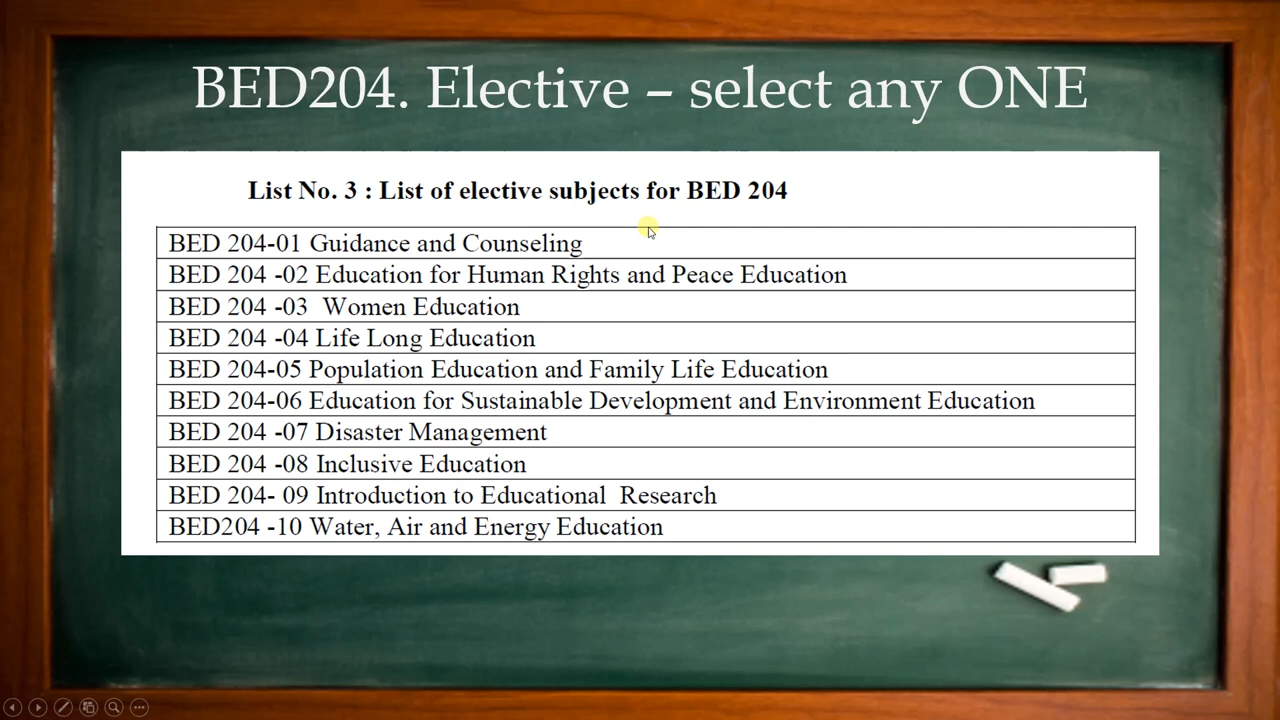 BED204. Elective – select any ONE
List No. 3 : List of elective subjects for BED 204
BED 204-01 Guidance and Counseling
BED 204 -02 Education for Human Rights and Peace Education
BED 204 -03  Women Education
BED 204 -04 Life Long Education
BED 204-05 Population Education and Family Life Education
BED 204-06 Education for Sustainable Development and Environment Education
BED 204 -07 Disaster Management
BED 204 -08 Inclusive Education
BED 204- 09 Introduction to Educational  Research
BED204 -10 Water, Air and Energy Education